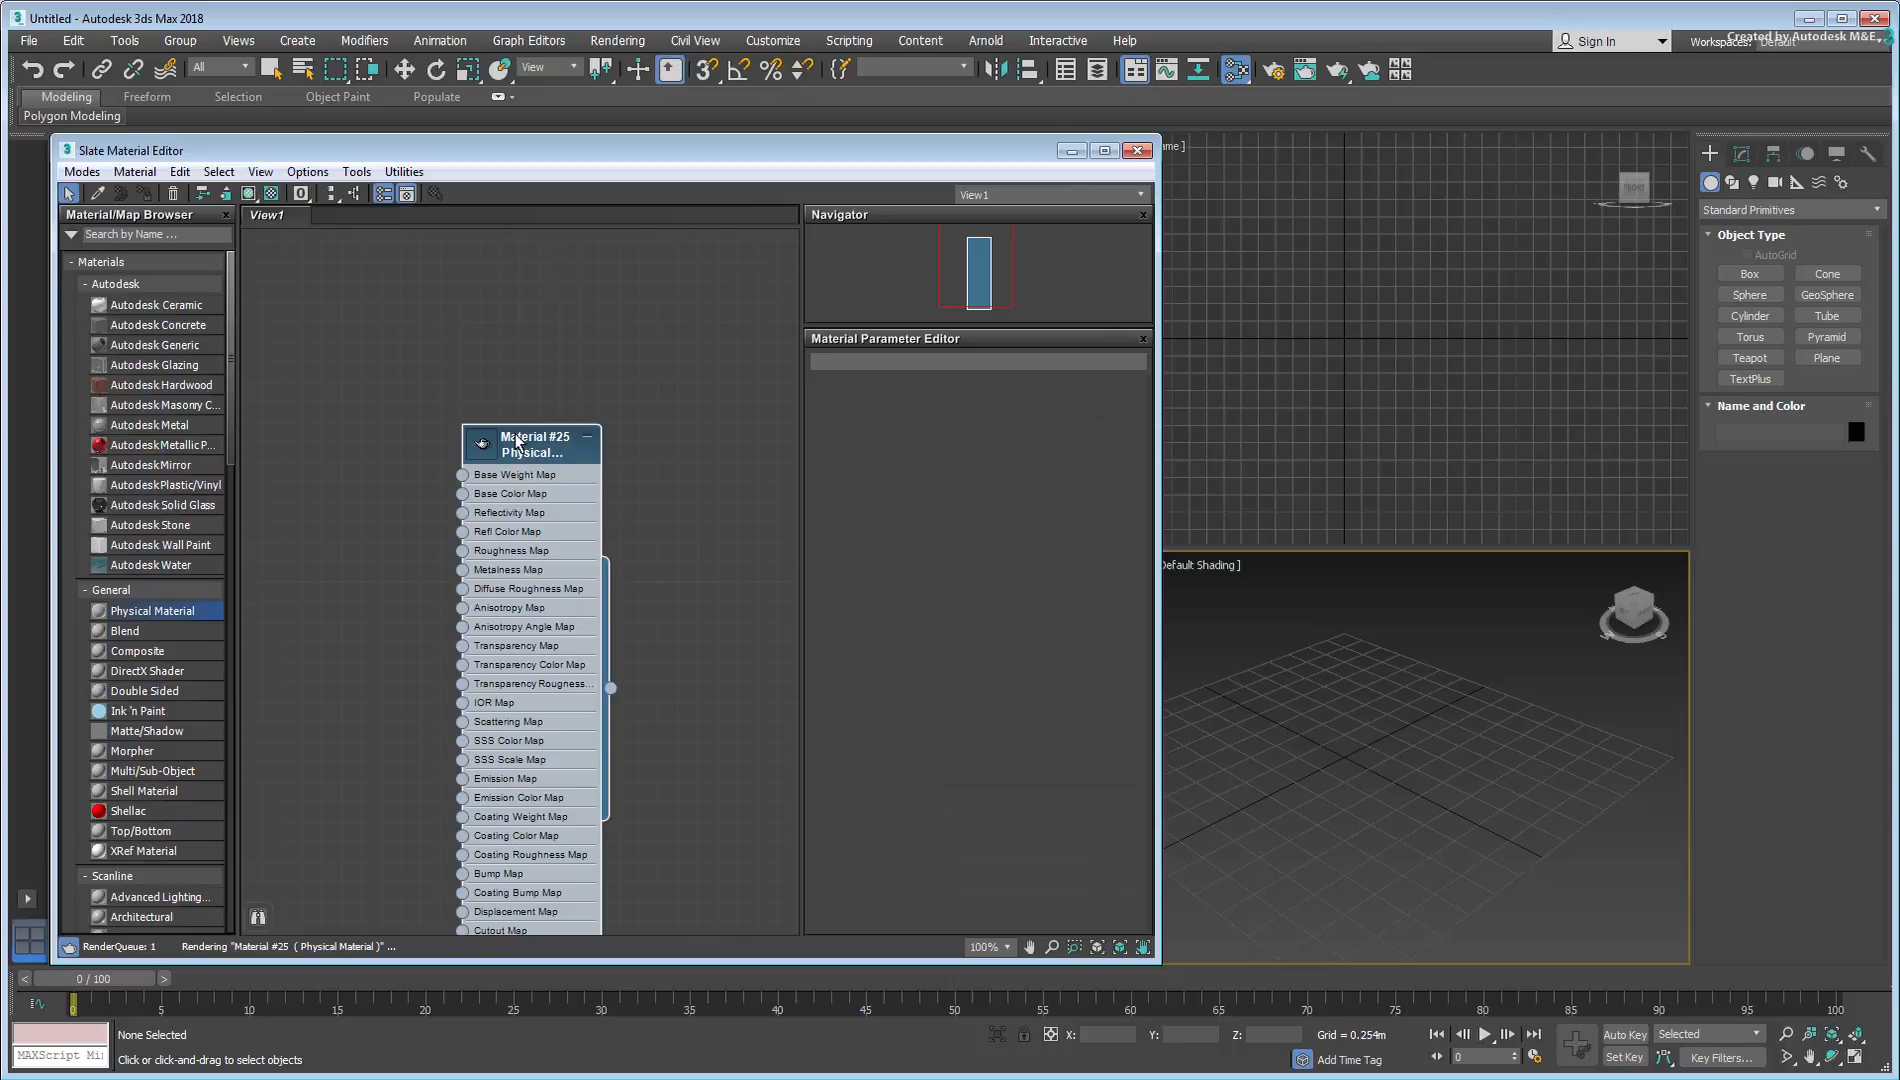 Untitled - Autodesk 3ds Max 2018
File Edit Tools Group Views Create Modifiers Animation Graph Editors Rendering Civil View Customize Scripting Content Arnold Interactive Help
Sign In Workspaces: Default
Created by Autodesk M&E
All View
Modeling Freeform Selection Object Paint Populate
Polygon Modeling
Slate Material Editor
Modes Material Edit Select View Options Tools Utilities
View1
Material/Map Browser
View1
Navigator
Search by Name ...
- Materials
- Autodesk
Autodesk Ceramic
Autodesk Concrete
Autodesk Generic
Autodesk Glazing
Autodesk Hardwood
Autodesk Masonry C...
Autodesk Metal
Autodesk Metallic P...
Autodesk Mirror
Autodesk Plastic/Vinyl
Autodesk Solid Glass
Autodesk Stone
Autodesk Wall Paint
Autodesk Water
- General
Physical Material
Blend
Composite
DirectX Shader
Double Sided
Ink 'n Paint
Matte/Shadow
Morpher
Multi/Sub-Object
Shell Material
Shellac
Top/Bottom
XRef Material
- Scanline
Advanced Lighting...
Architectural
Material #25
Physical...
Base Weight Map
Base Color Map
Reflectivity Map
Refl Color Map
Roughness Map
Metalness Map
Diffuse Roughness Map
Anisotropy Map
Anisotropy Angle Map
Transparency Map
Transparency Color Map
Transparency Rougness...
IOR Map
Scattering Map
SSS Color Map
SSS Scale Map
Emission Map
Emission Color Map
Coating Weight Map
Coating Color Map
Coating Roughness Map
Bump Map
Coating Bump Map
Displacement Map
Cutout Map
Material Parameter Editor
RenderQueue: 1 Rendering "Material #25 ( Physical Material )" ...
100%
ame ]
FRONT
Default Shading ]
Standard Primitives
Object Type
AutoGrid
Box Cone
Sphere GeoSphere
Cylinder Tube
Torus Pyramid
Teapot Plane
TextPlus
Name and Color
< 0 / 100 >
0 5 10 15 20 25 30 35 40 45 50 55 60 65 70 75 80 85 90 95 100
None Selected
X: Y: Z: Grid = 0.254m
Auto Key Selected
MAXScript Mi
Click or click-and-drag to select objects
Add Time Tag
0
Set Key Key Filters...